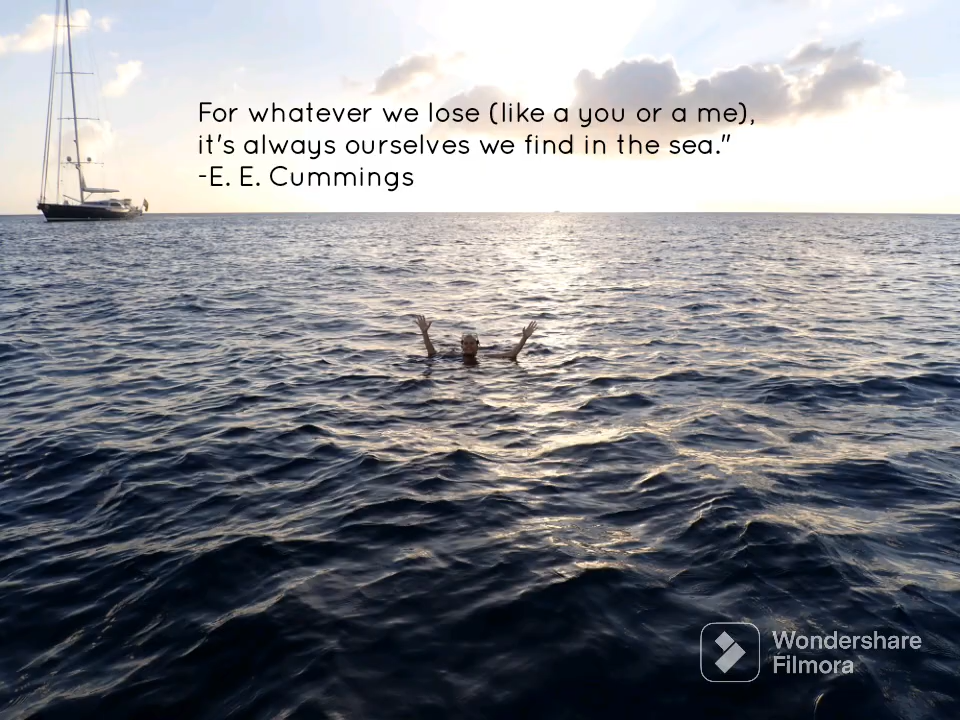 For whatever we lose (like a you or a me),
it's always ourselves we find in the sea."
-E. E. Cummings
Wondershare
Filmora